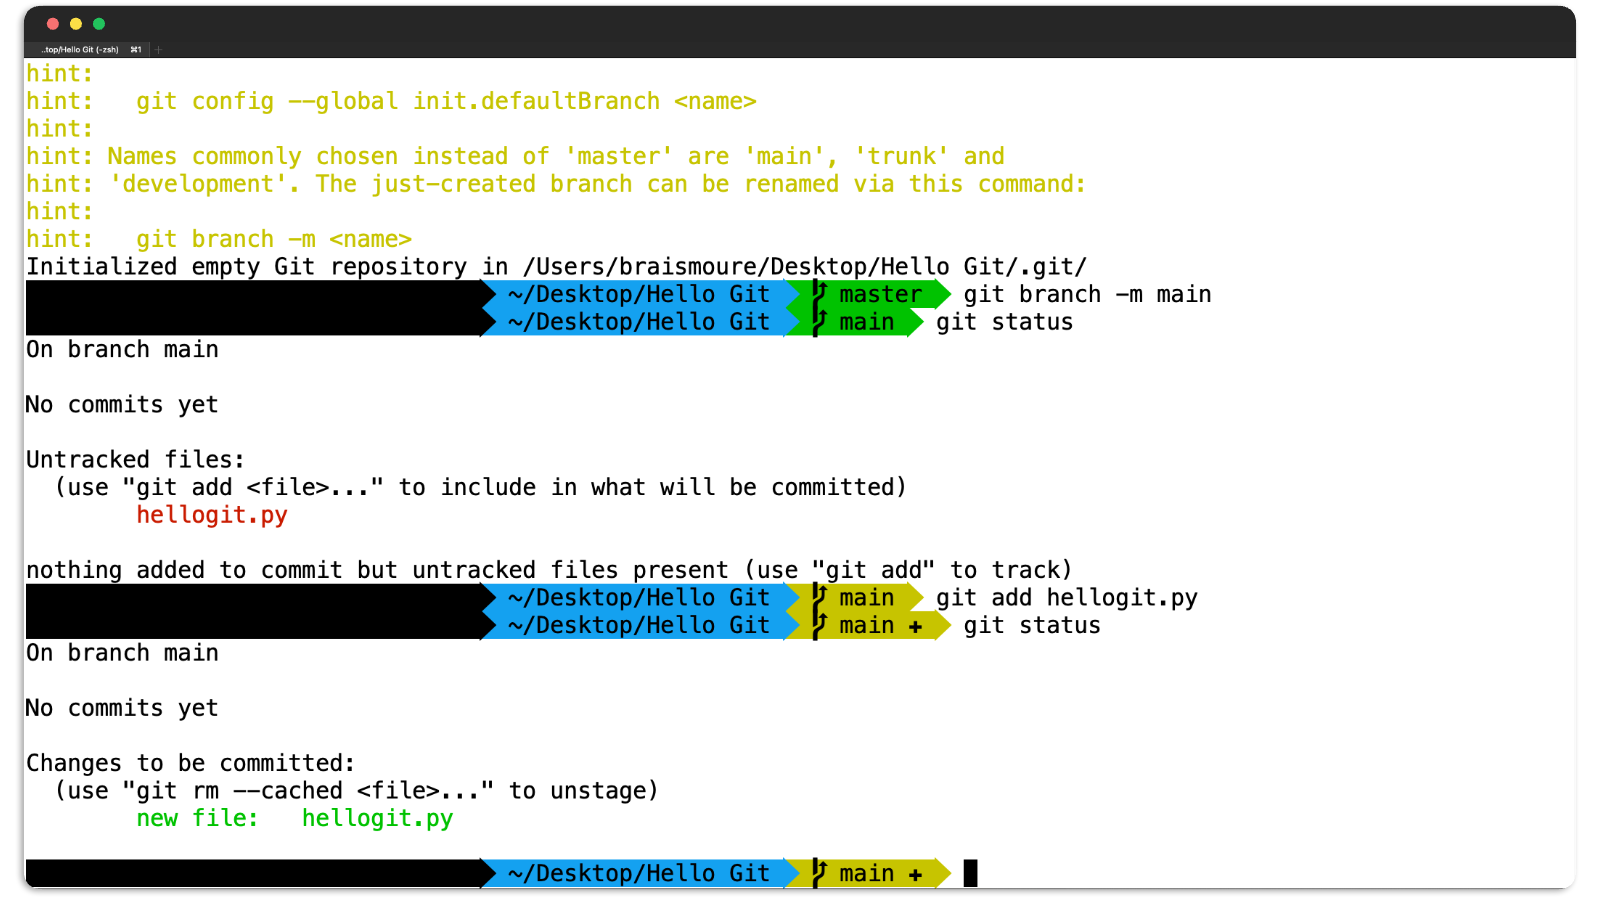 ..top/Hello Git (-zsh) ⌘1 +
hint:
hint:   git config --global init.defaultBranch <name>
hint:
hint: Names commonly chosen instead of 'master' are 'main', 'trunk' and
hint: 'development'. The just-created branch can be renamed via this command:
hint:
hint:   git branch -m <name>
Initialized empty Git repository in /Users/braismoure/Desktop/Hello Git/.git/
~/Desktop/Hello Git master git branch -m main
~/Desktop/Hello Git main git status
On branch main
No commits yet
Untracked files:
  (use "git add <file>..." to include in what will be committed)
        hellogit.py
nothing added to commit but untracked files present (use "git add" to track)
~/Desktop/Hello Git main git add hellogit.py
~/Desktop/Hello Git main + git status
On branch main
No commits yet
Changes to be committed:
  (use "git rm --cached <file>..." to unstage)
        new file:   hellogit.py
~/Desktop/Hello Git main +